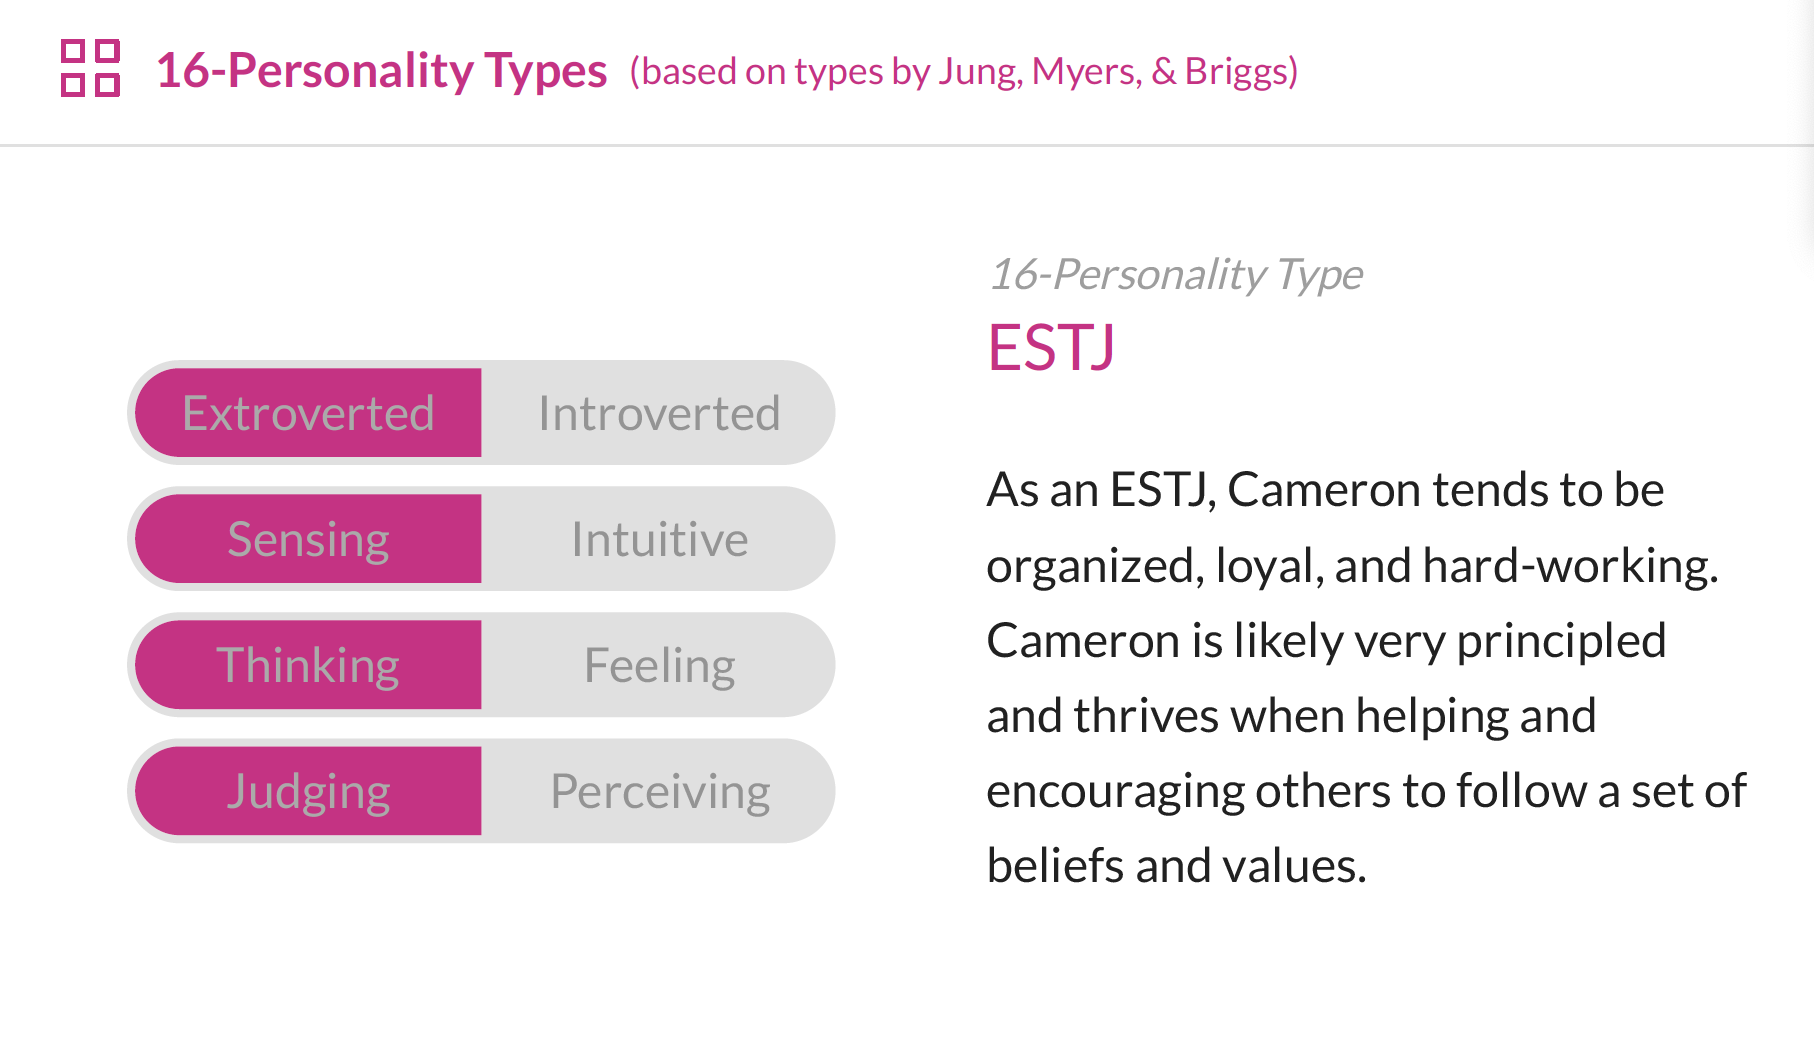 16-Personality Types (based on types by Jung, Myers, & Briggs)
Extroverted Introverted
Sensing Intuitive
Thinking Feeling
Judging Perceiving
16-Personality Type
ESTJ
As an ESTJ, Cameron tends to be
organized, loyal, and hard-working.
Cameron is likely very principled
and thrives when helping and
encouraging others to follow a set of
beliefs and values.